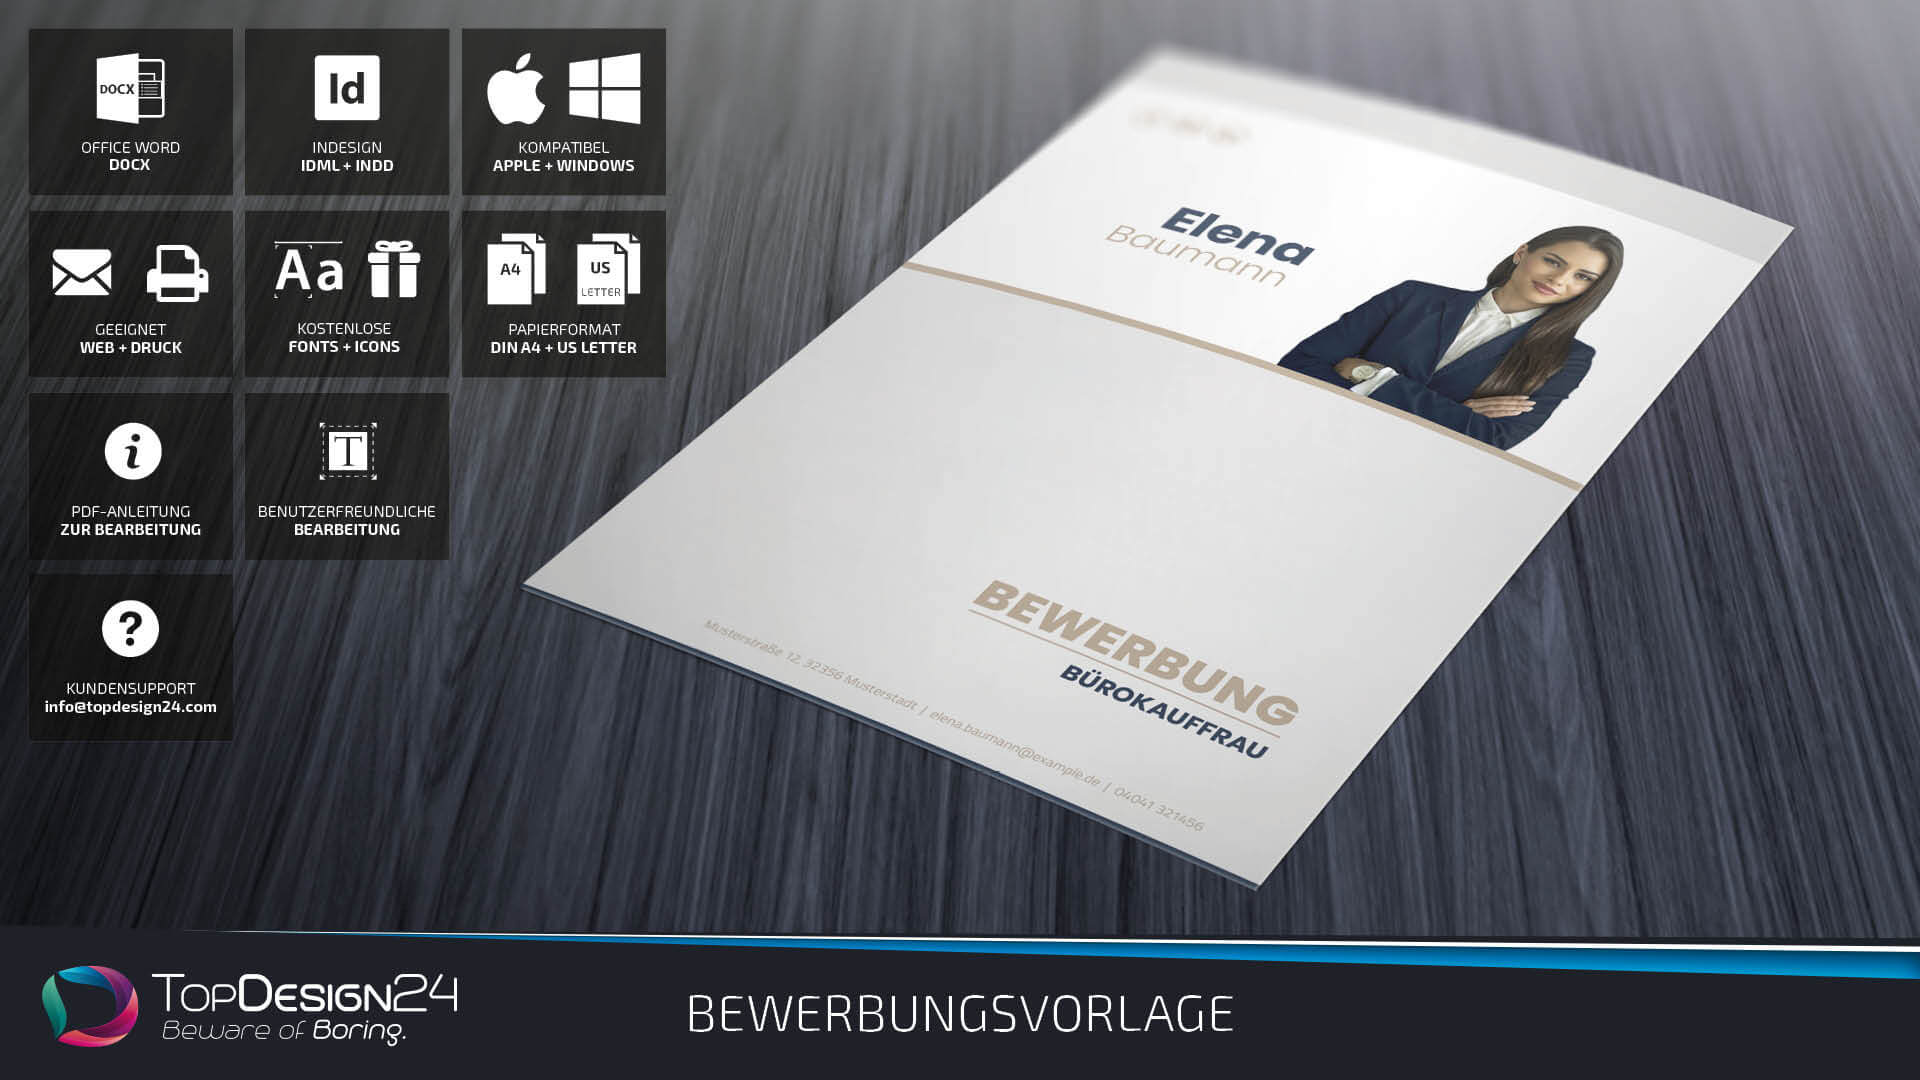 DOCX
OFFICE WORD
DOCX
Id
INDESIGN
IDML + INDD
KOMPATIBEL
APPLE + WINDOWS
GEEIGNET
WEB + DRUCK
Aa
KOSTENLOSE
FONTS + ICONS
A4
US
LETTER
PAPIERFORMAT
DIN A4 + US LETTER
i
PDF-ANLEITUNG
ZUR BEARBEITUNG
T
BENUTZERFREUNDLICHE
BEARBEITUNG
?
KUNDENSUPPORT
info@topdesign24.com
Elena
Baumann
BEWERBUNG
BÜROKAUFFRAU
Musterstraße 12, 32356 Musterstadt | elena.baumann@example.de | 04041 321456
TopDesign24
Beware of Boring.
BEWERBUNGSVORLAGE